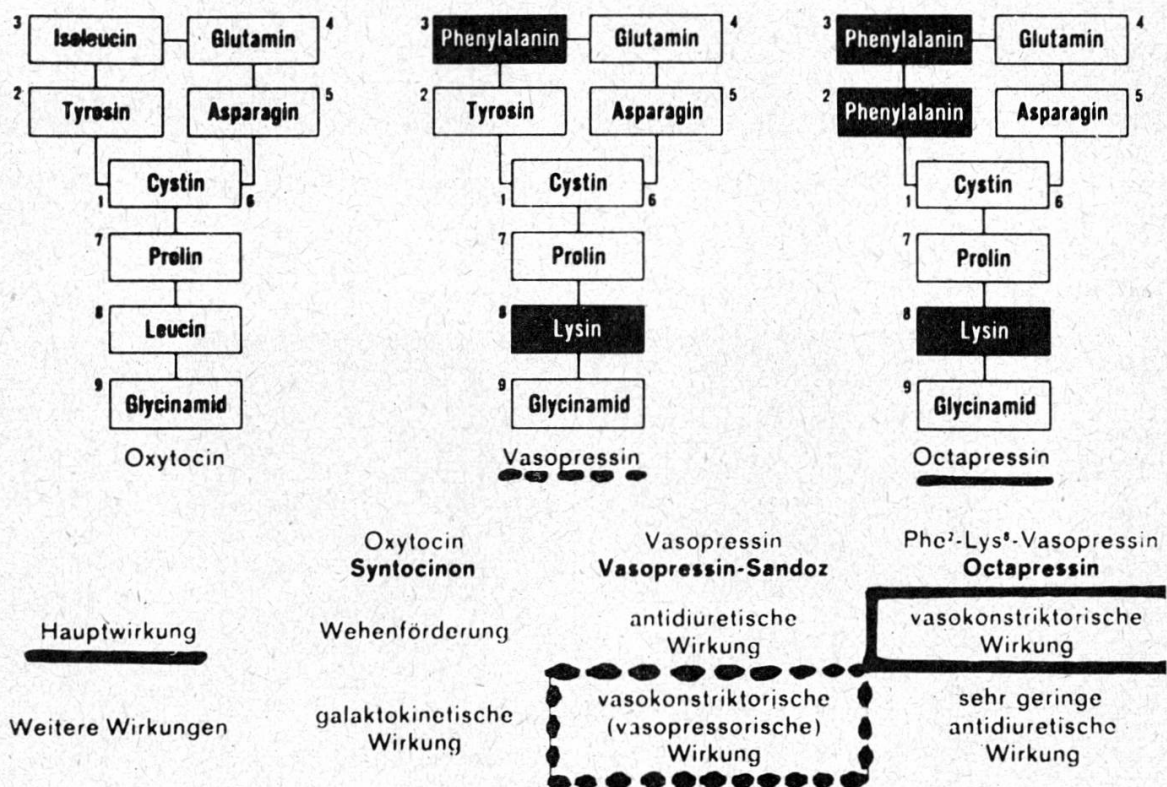 3 Isoleucin Glutamin 4
2 Tyrosin Asparagin 5
Cystin
1 6
7
Prolin
8
Leucin
9
Glycinamid
Oxytocin
3 Phenylalanin Glutamin 4
2 Tyrosin Asparagin 5
Cystin
1 6
7
Prolin
8
Lysin
9
Glycinamid
Vasopressin
3 Phenylalanin Glutamin 4
2 Phenylalanin Asparagin 5
Cystin
1 6
7
Prolin
8
Lysin
9
Glycinamid
Octapressin
Oxytocin
Syntocinon
Vasopressin
Vasopressin-Sandoz
Phe²-Lys⁸-Vasopressin
Octapressin
Hauptwirkung
Wehenförderung
antidiuretische
Wirkung
vasokonstriktorische
Wirkung
Weitere Wirkungen
galaktokinetische
Wirkung
vasokonstriktorische
(vasopressorische)
Wirkung
sehr geringe
antidiuretische
Wirkung